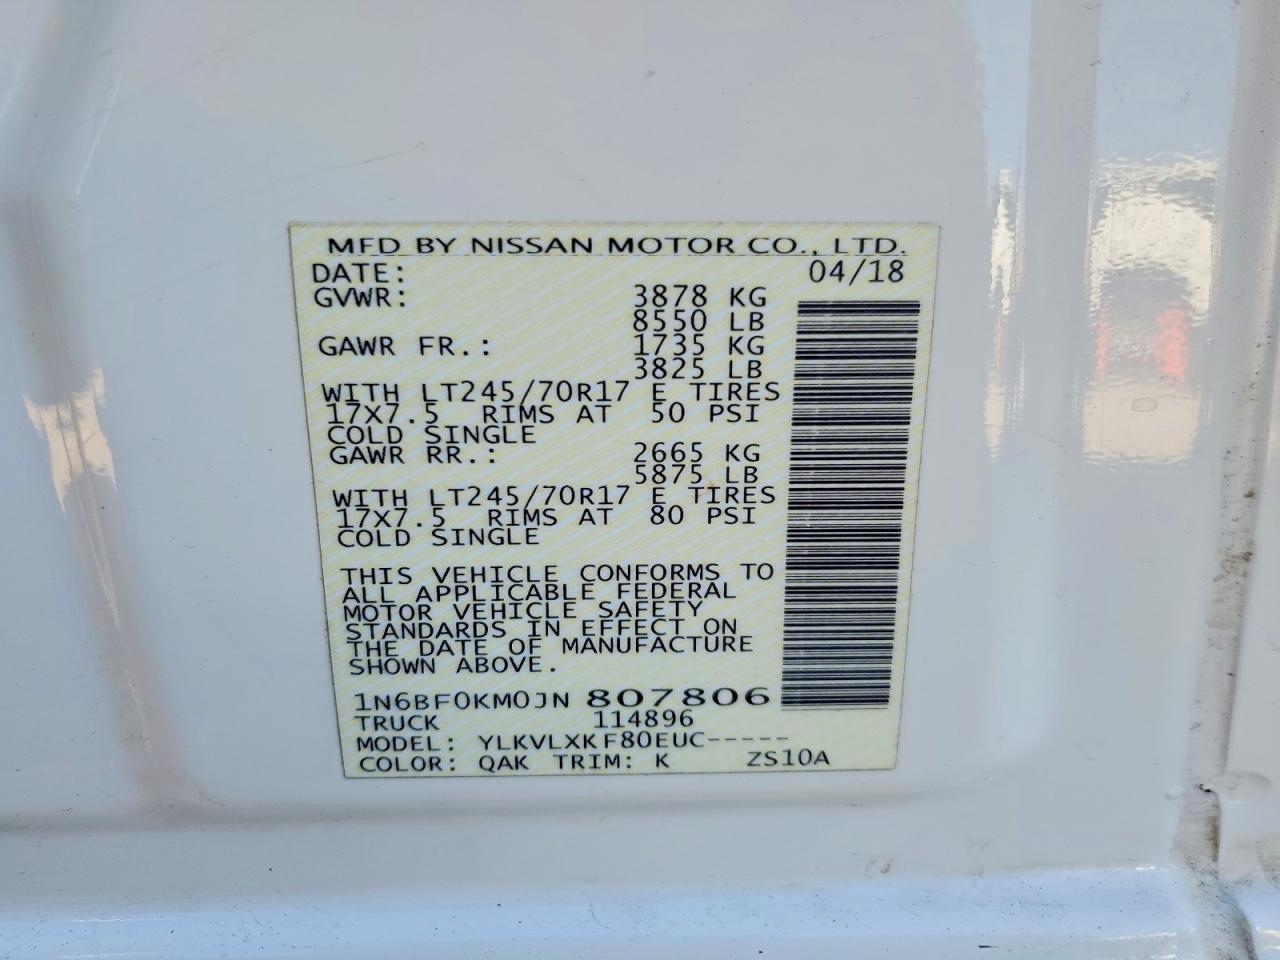 MFD BY NISSAN MOTOR CO., LTD.
DATE: 04/18
GVWR: 3878 KG
8550 LB
GAWR FR.: 1735 KG
3825 LB
WITH LT245/70R17 E TIRES
17X7.5 RIMS AT 50 PSI
COLD SINGLE
GAWR RR.: 2665 KG
5875 LB
WITH LT245/70R17 E TIRES
17X7.5 RIMS AT 80 PSI
COLD SINGLE
THIS VEHICLE CONFORMS TO
ALL APPLICABLE FEDERAL
MOTOR VEHICLE SAFETY
STANDARDS IN EFFECT ON
THE DATE OF MANUFACTURE
SHOWN ABOVE.
1N6BF0KM0JN 807806
TRUCK 114896
MODEL: YLKVLXKF80EUC-----
COLOR: QAK TRIM: K ZS10A